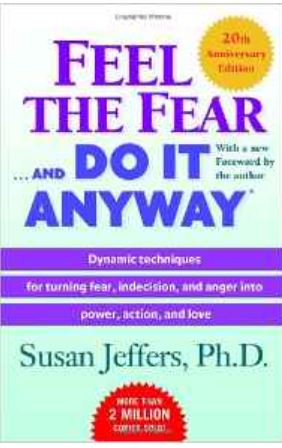 20th
Anniversary
Edition
FEEL
THE FEAR
...AND DO IT
ANYWAY®
With a new
Foreword by
the author
Dynamic techniques
for turning fear, indecision, and anger into
power, action, and love
Susan Jeffers, Ph.D.
MORE THAN
2 MILLION
COPIES SOLD!